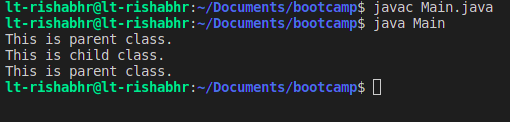 lt-rishabhr@lt-rishabhr:~/Documents/bootcamp$ javac Main.java
lt-rishabhr@lt-rishabhr:~/Documents/bootcamp$ java Main
This is parent class.
This is child class.
This is parent class.
lt-rishabhr@lt-rishabhr:~/Documents/bootcamp$